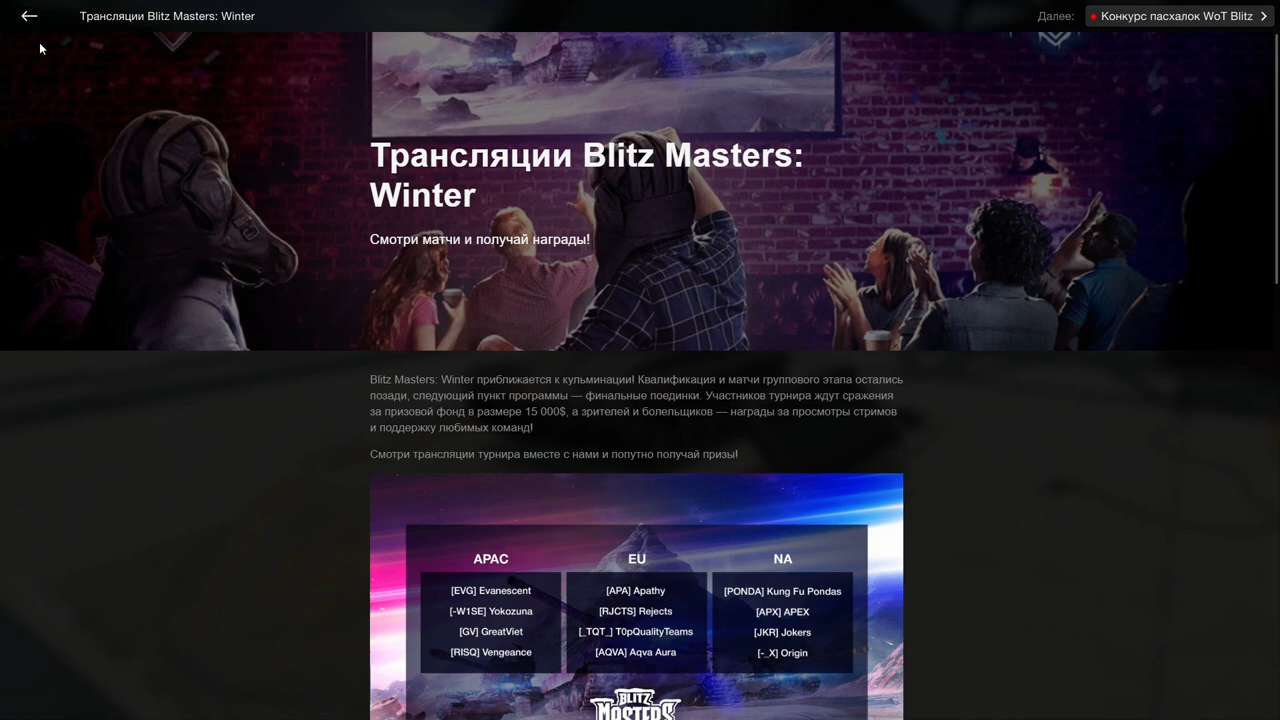 Трансляции Blitz Masters: Winter
Далее:
Конкурс пасхалок WoT Blitz
Трансляции Blitz Masters:
Winter
Смотри матчи и получай награды!
Blitz Masters: Winter приближается к кульминации! Квалификация и матчи группового этапа остались
позади, следующий пункт программы — финальные поединки. Участников турнира ждут сражения
за призовой фонд в размере 15 000$, а зрителей и болельщиков — награды за просмотры стримов
и поддержку любимых команд!
Смотри трансляции турнира вместе с нами и попутно получай призы!
APAC
[EVG] Evanescent
[-W1SE] Yokozuna
[GV] GreatViet
[RISQ] Vengeance
EU
[APA] Apathy
[RJCTS] Rejects
[_TQT_] T0pQualityTeams
[AQVA] Aqva Aura
NA
[PONDA] Kung Fu Pondas
[APX] APEX
[JKR] Jokers
[-_X] Origin
BLITZ
MASTERS